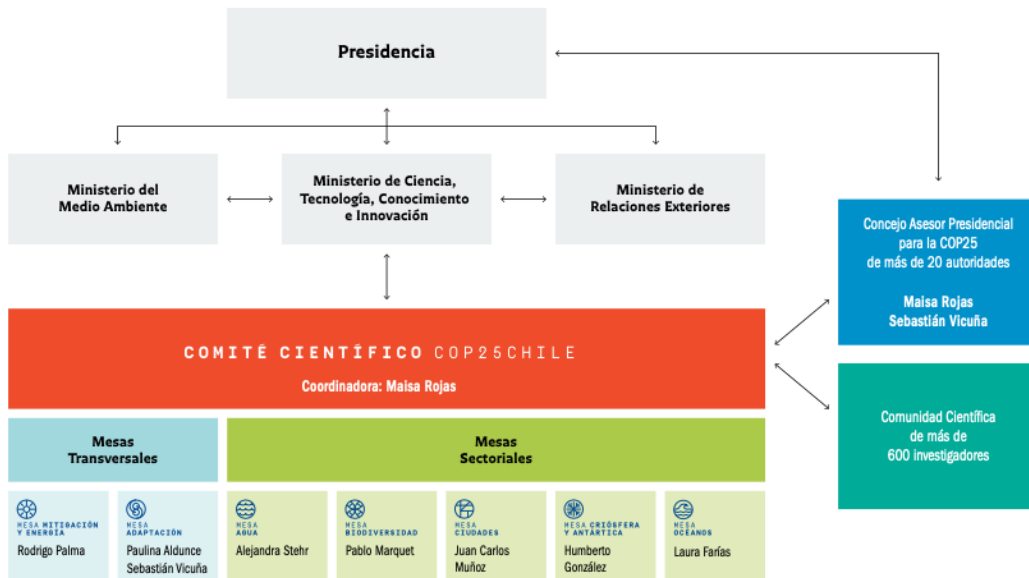 Presidencia
Ministerio del
Medio Ambiente
Ministerio de Ciencia,
Tecnología, Conocimiento
e Innovación
Ministerio de
Relaciones Exteriores
Concejo Asesor Presidencial
para la COP25
de más de 20 autoridades
Maisa Rojas
Sebastián Vicuña
COMITÉ CIENTÍFICO COP25CHILE
Coordinadora: Maisa Rojas
Comunidad Científica
de más de
600 investigadores
Mesas
Transversales
Mesas
Sectoriales
MESA MITIGACIÓN
Y ENERGÍA
Rodrigo Palma
MESA
ADAPTACIÓN
Paulina Aldunce
Sebastián Vicuña
MESA
AGUA
Alejandra Stehr
MESA
BIODIVERSIDAD
Pablo Marquet
MESA
CIUDADES
Juan Carlos
Muñoz
MESA CRIÓSFERA
Y ANTÁRTICA
Humberto
González
MESA
OCÉANOS
Laura Farías